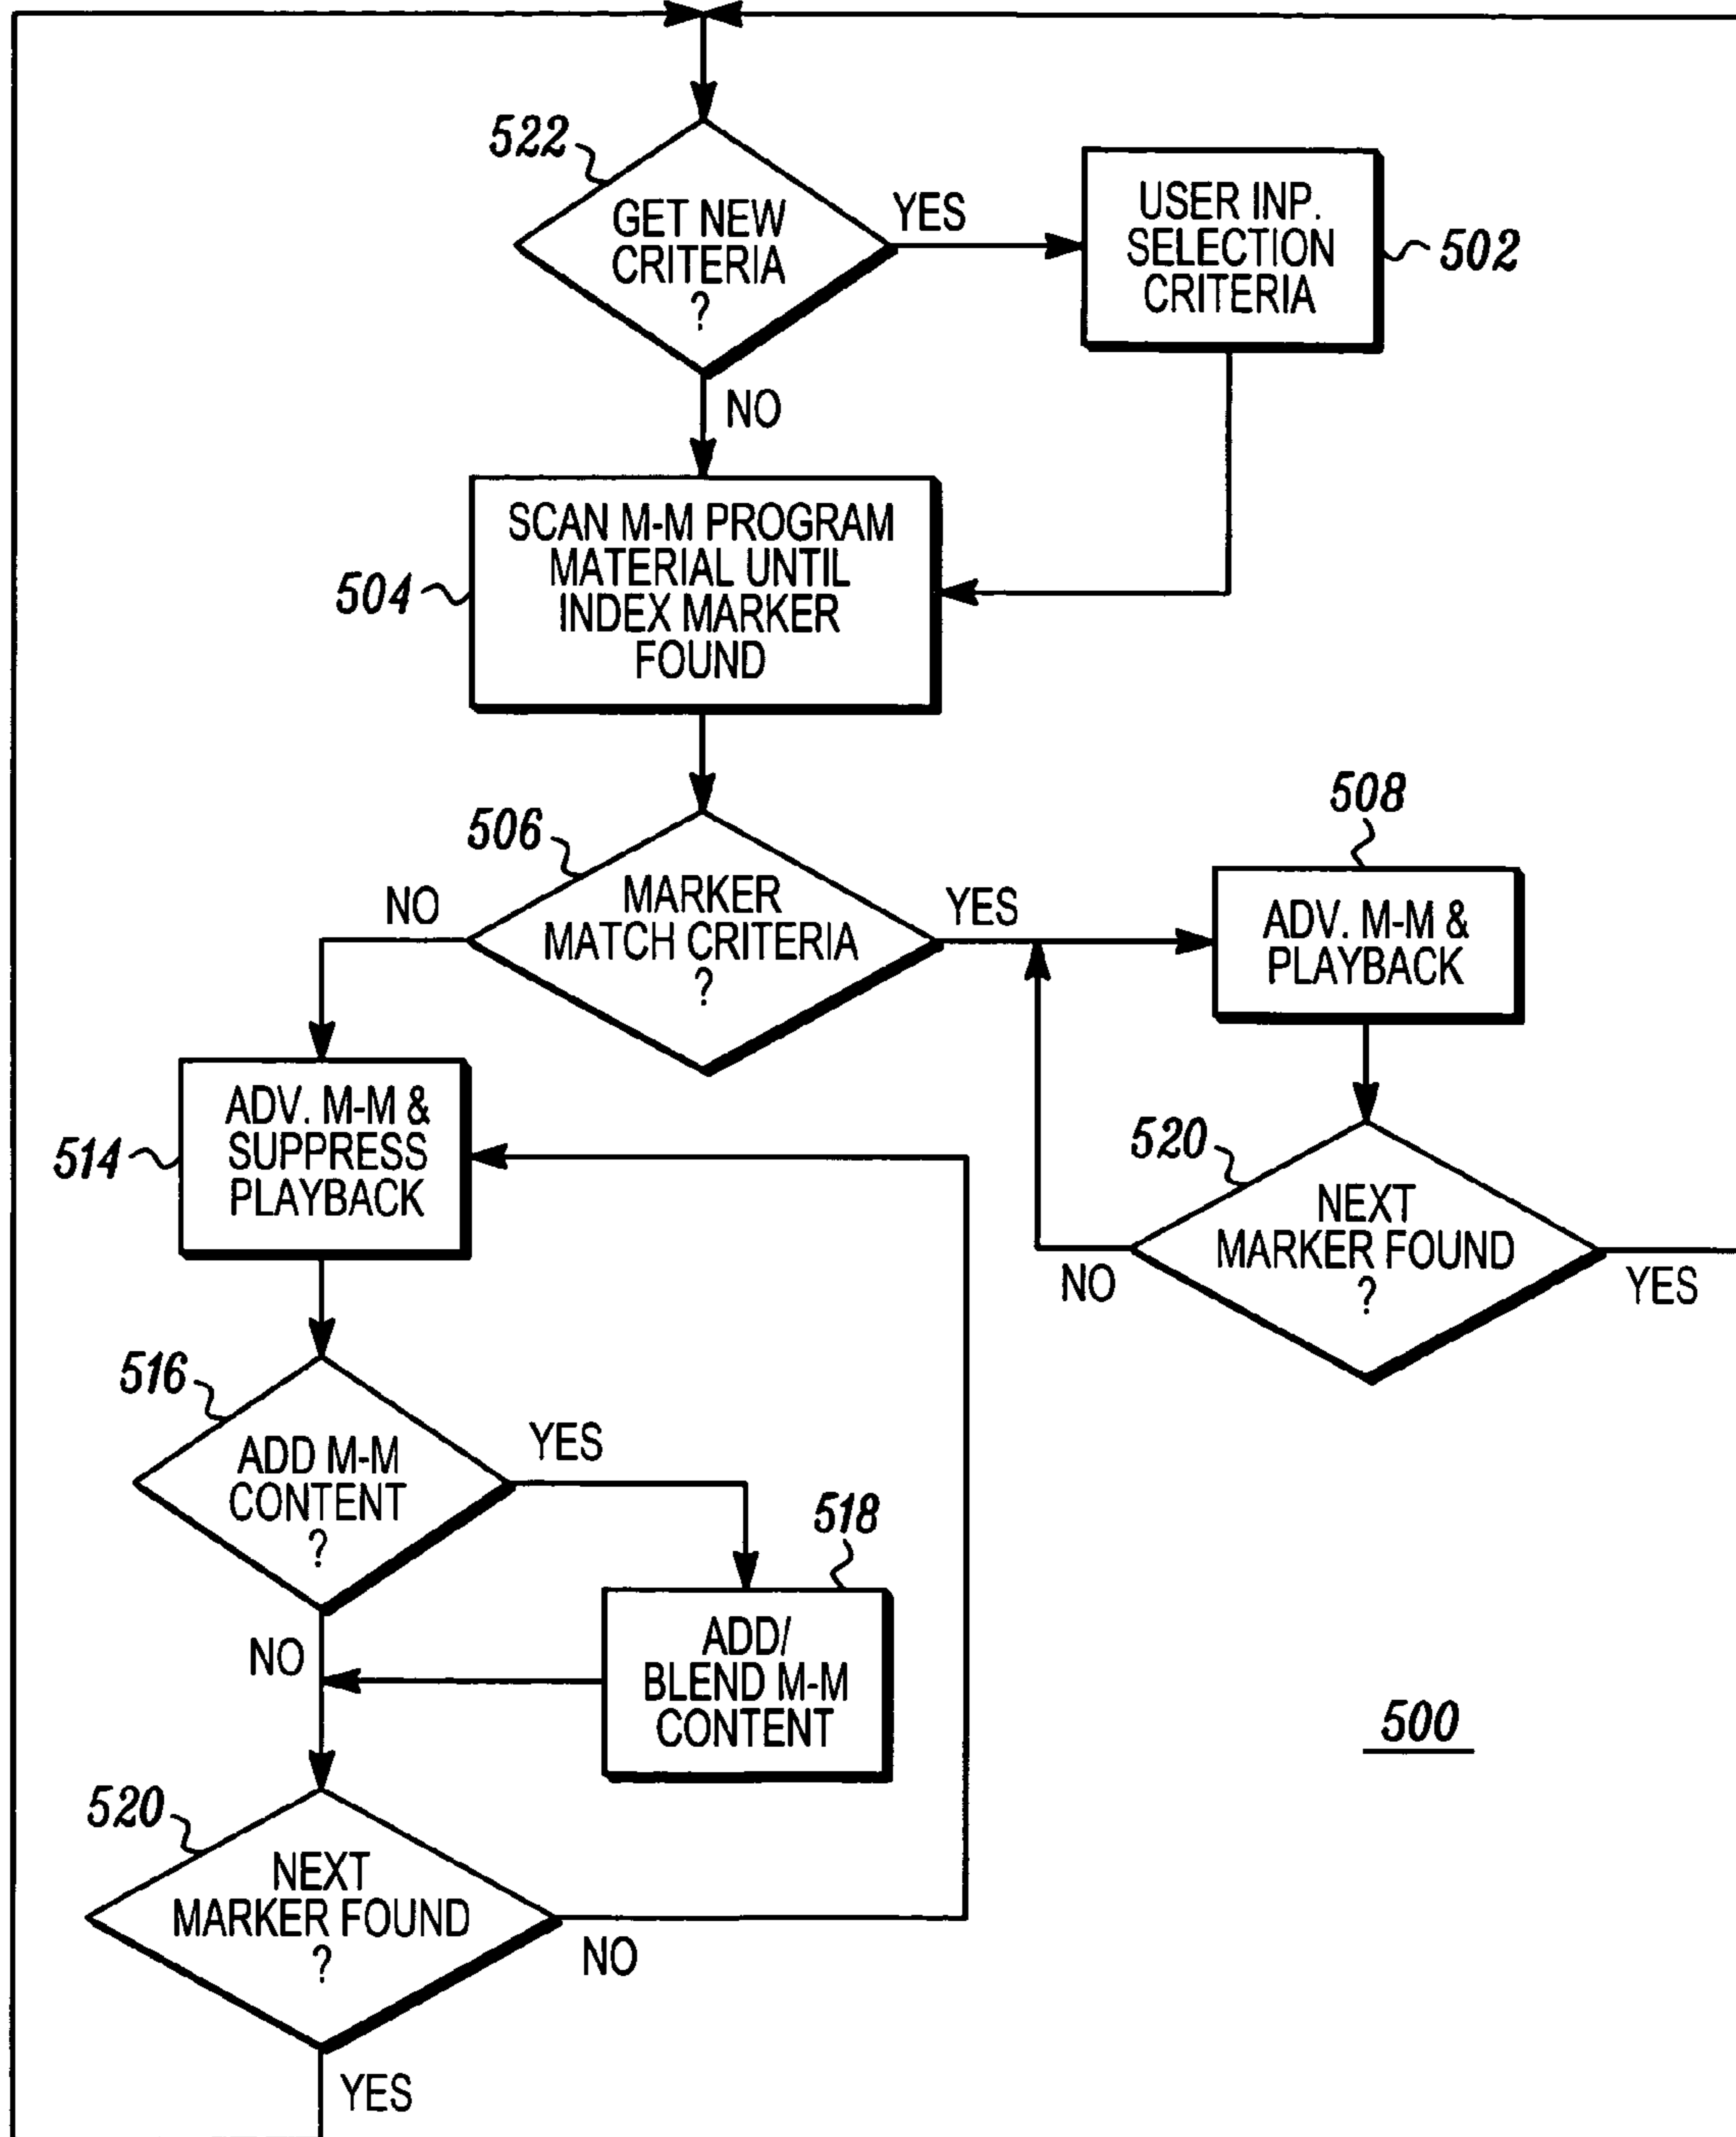 522
GET NEW
CRITERIA
?
YES
USER INP.
SELECTION
CRITERIA
502
NO
504
SCAN M-M PROGRAM
MATERIAL UNTIL
INDEX MARKER
FOUND
506
MARKER
MATCH CRITERIA
?
NO
YES
508
ADV. M-M &
PLAYBACK
520
NEXT
MARKER FOUND
?
NO
YES
514
ADV. M-M &
SUPPRESS
PLAYBACK
516
ADD M-M
CONTENT
?
YES
518
ADD/
BLEND M-M
CONTENT
NO
520
NEXT
MARKER FOUND
?
NO
YES
500